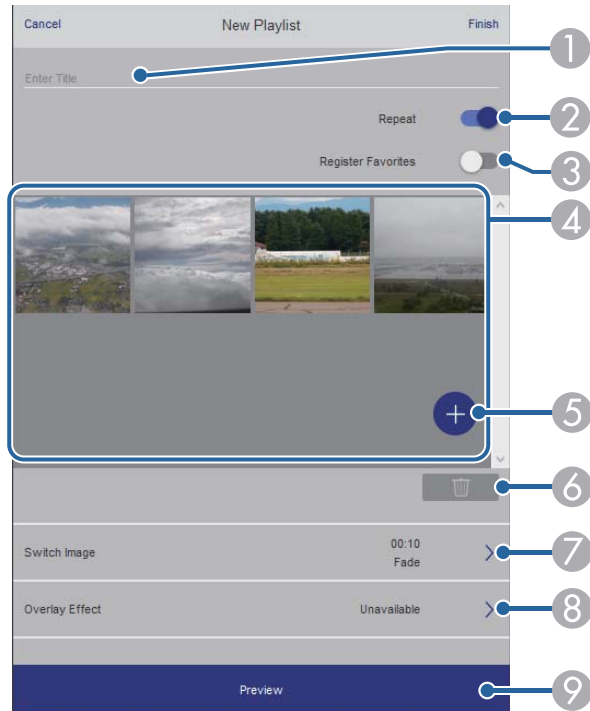 Cancel New Playlist Finish
Enter Title
1
Repeat
2
Register Favorites
3
4
+
5
6
Switch Image 00:10
Fade
7
Overlay Effect Unavailable
8
Preview
9